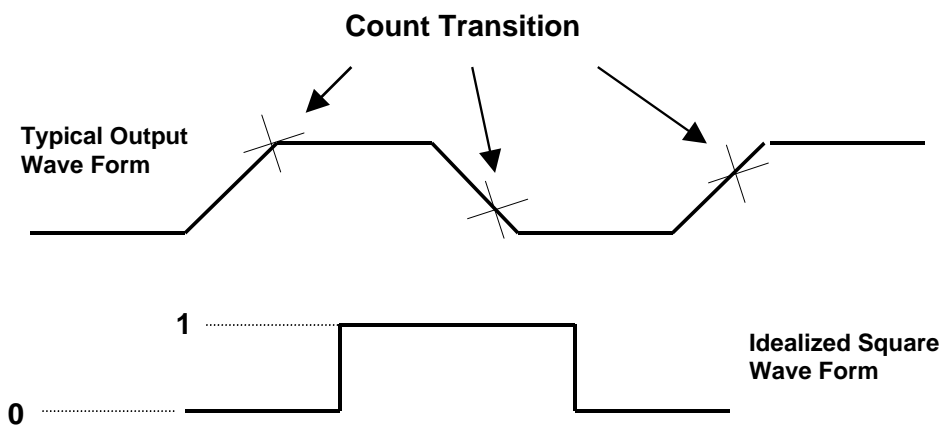 Count Transition
Typical Output
Wave Form
1
Idealized Square
Wave Form
0